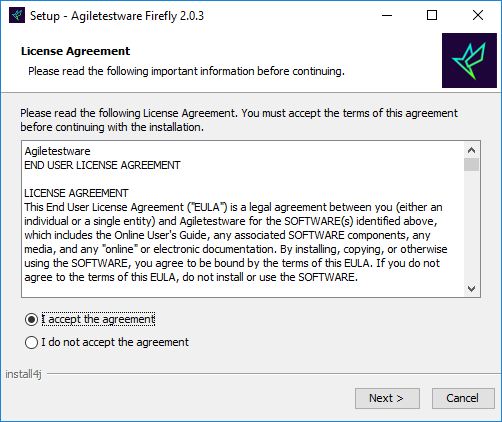 Setup - Agiletestware Firefly 2.0.3
License Agreement
Please read the following important information before continuing.
Please read the following License Agreement. You must accept the terms of this agreement
before continuing with the installation.
Agiletestware
END USER LICENSE AGREEMENT
LICENSE AGREEMENT
This End User License Agreement ("EULA") is a legal agreement between you (either an
individual or a single entity) and Agiletestware for the SOFTWARE(s) identified above,
which includes the Online User's Guide, any associated SOFTWARE components, any
media, and any "online" or electronic documentation. By installing, copying, or otherwise
using the SOFTWARE, you agree to be bound by the terms of this EULA. If you do not
agree to the terms of this EULA, do not install or use the SOFTWARE.
I accept the agreement
I do not accept the agreement
install4j
Next >
Cancel